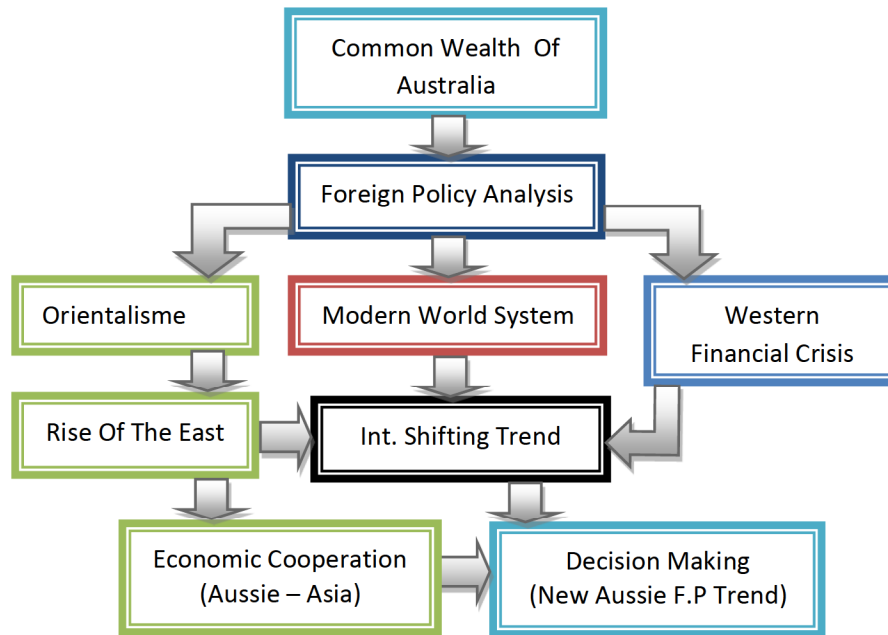 Common Wealth Of
Australia
Foreign Policy Analysis
Orientalisme
Modern World System
Western
Financial Crisis
Rise Of The East
Int. Shifting Trend
Economic Cooperation
(Aussie – Asia)
Decision Making
(New Aussie F.P Trend)